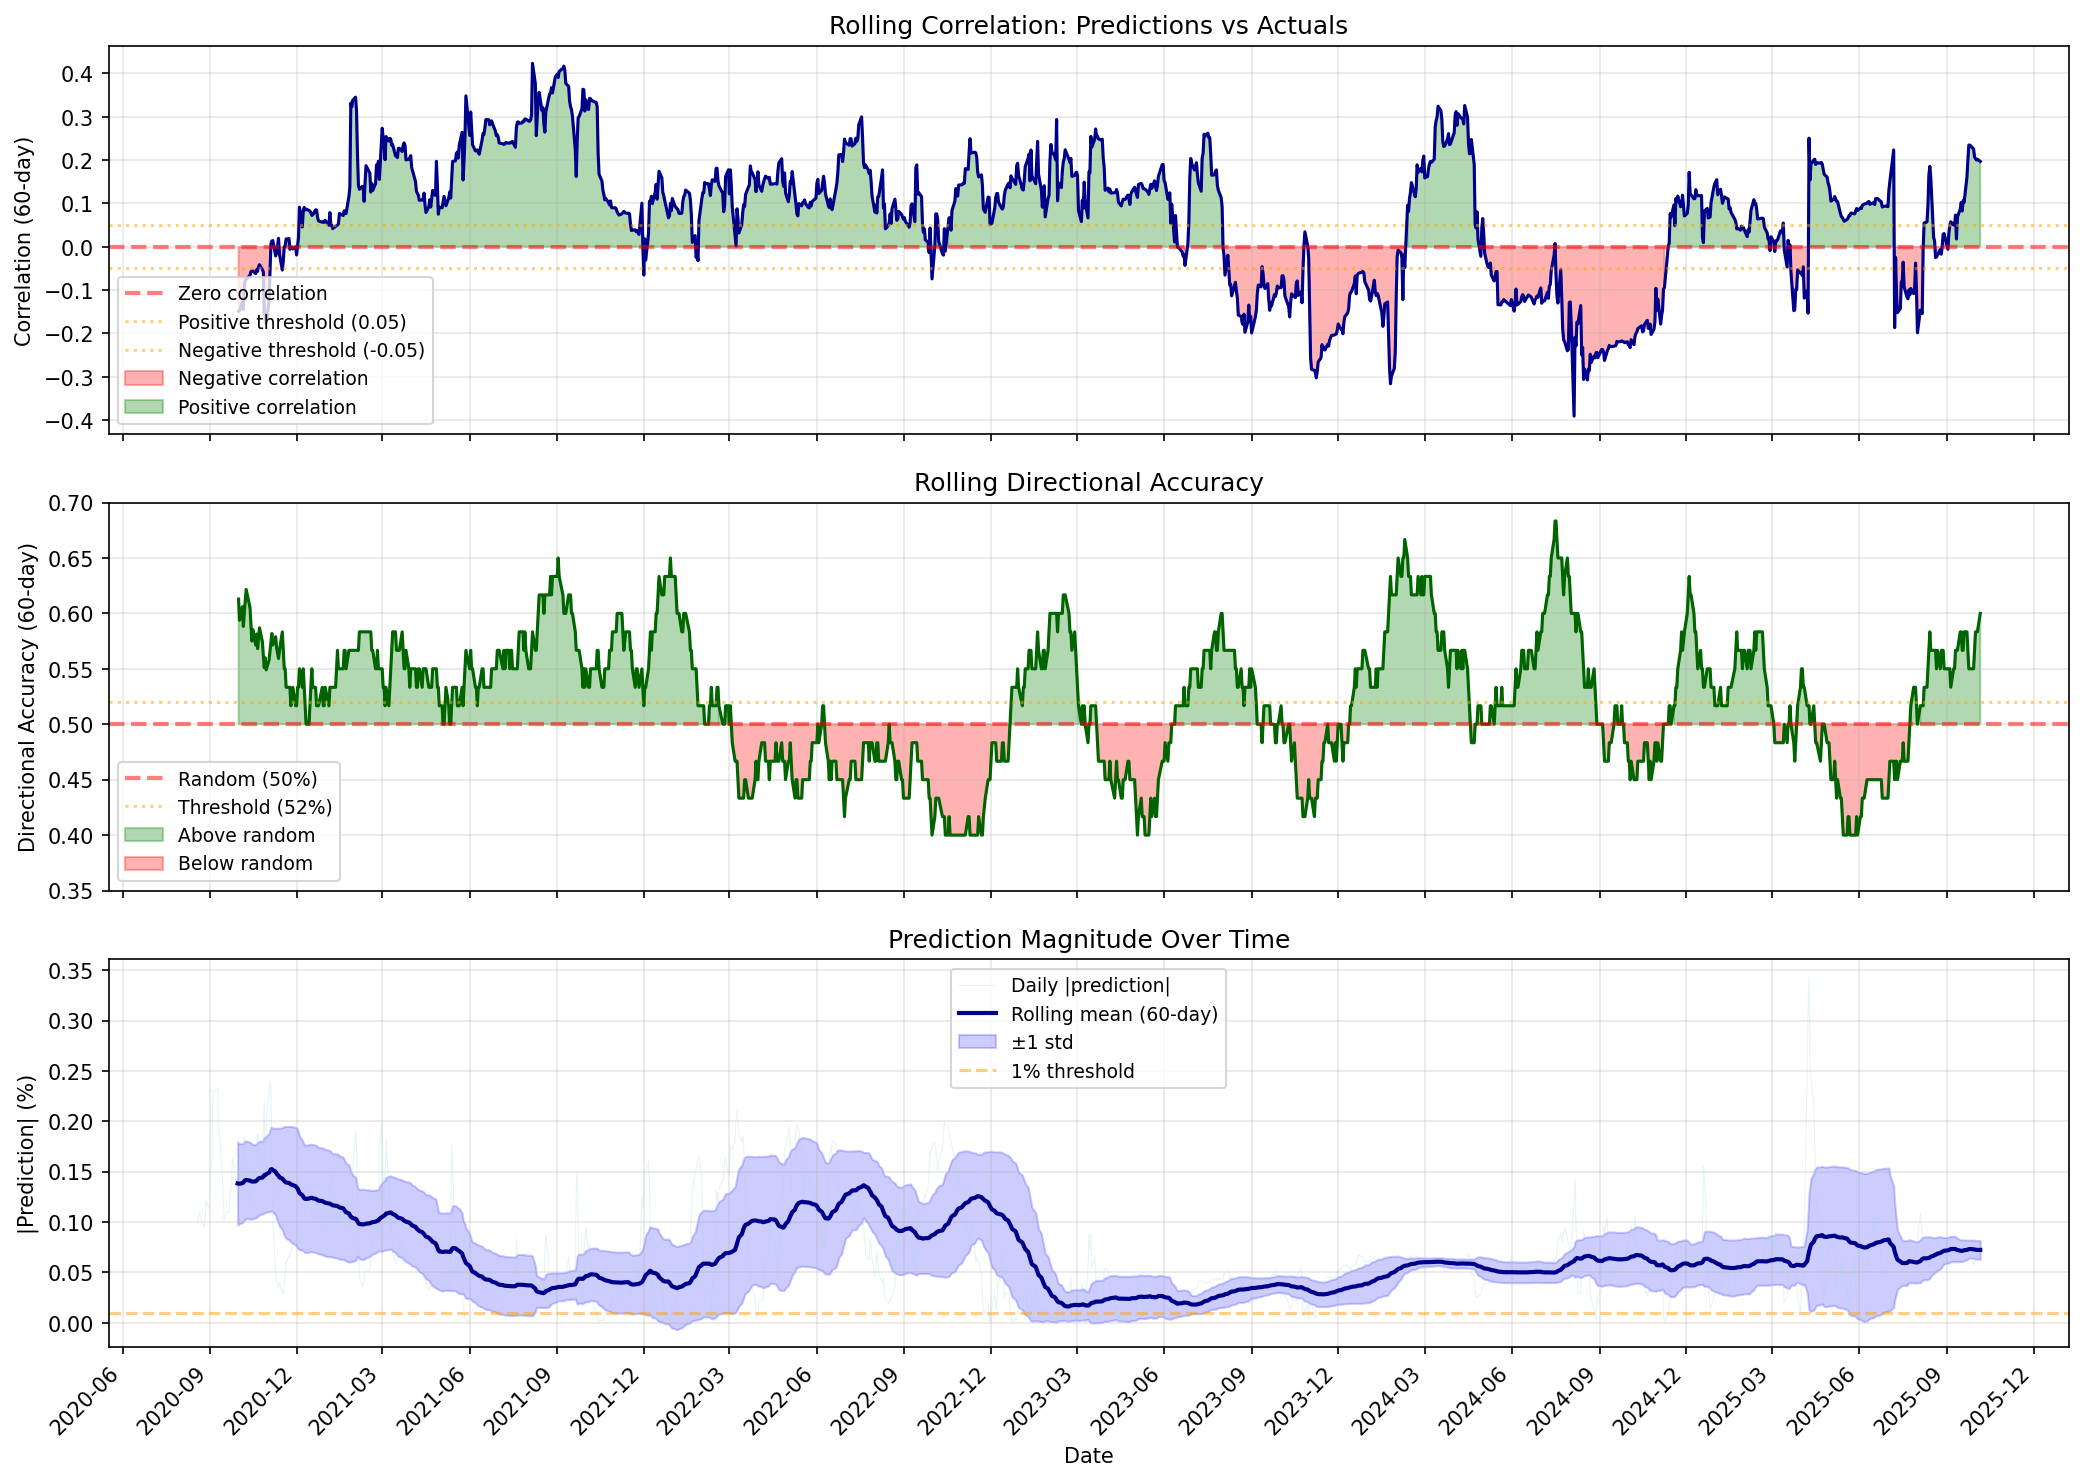 Rolling Correlation: Predictions vs Actuals
Correlation (60-day)
0.4
0.3
0.2
0.1
0.0
−0.1
−0.2
−0.3
−0.4
Zero correlation
Positive threshold (0.05)
Negative threshold (-0.05)
Negative correlation
Positive correlation
Rolling Directional Accuracy
Directional Accuracy (60-day)
0.70
0.65
0.60
0.55
0.50
0.45
0.40
0.35
Random (50%)
Threshold (52%)
Above random
Below random
Prediction Magnitude Over Time
|Prediction| (%)
0.35
0.30
0.25
0.20
0.15
0.10
0.05
0.00
Daily |prediction|
Rolling mean (60-day)
±1 std
1% threshold
2020-06
2020-09
2020-12
2021-03
2021-06
2021-09
2021-12
2022-03
2022-06
2022-09
2022-12
2023-03
2023-06
2023-09
2023-12
2024-03
2024-06
2024-09
2024-12
2025-03
2025-06
2025-09
2025-12
Date